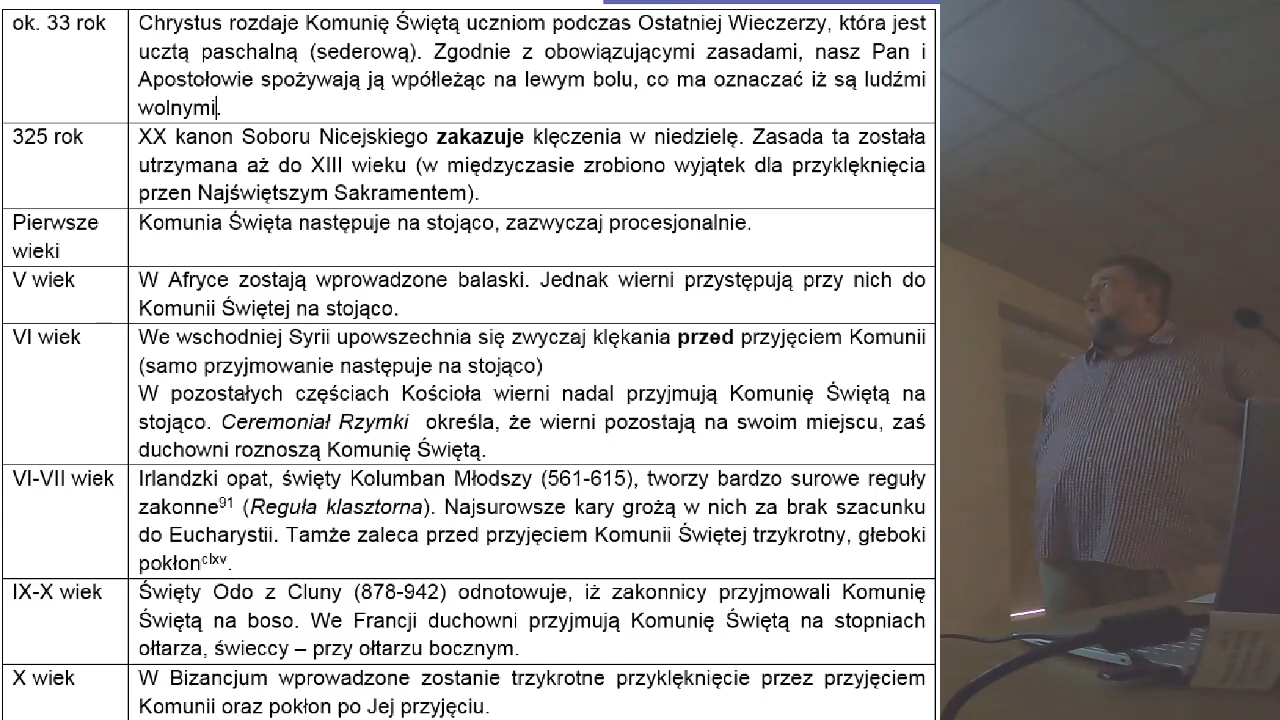 ok. 33 rok
Chrystus rozdaje Komunię Świętą uczniom podczas Ostatniej Wieczerzy, która jest
ucztą paschalną (sederową). Zgodnie z obowiązującymi zasadami, nasz Pan i
Apostołowie spożywają ją wpółleżąc na lewym bolu, co ma oznaczać iż są ludźmi
wolnymi.
325 rok
XX kanon Soboru Nicejskiego zakazuje klęczenia w niedzielę. Zasada ta została
utrzymana aż do XIII wieku (w międzyczasie zrobiono wyjątek dla przyklęknięcia
przen Najświętszym Sakramentem).
Pierwsze
wieki
Komunia Święta następuje na stojąco, zazwyczaj procesjonalnie.
V wiek
W Afryce zostają wprowadzone balaski. Jednak wierni przystępują przy nich do
Komunii Świętej na stojąco.
VI wiek
We wschodniej Syrii upowszechnia się zwyczaj klękania przed przyjęciem Komunii
(samo przyjmowanie następuje na stojąco)
W pozostałych częściach Kościoła wierni nadal przyjmują Komunię Świętą na
stojąco. Ceremoniał Rzymki określa, że wierni pozostają na swoim miejscu, zaś
duchowni roznoszą Komunię Świętą.
VI-VII wiek
Irlandzki opat, święty Kolumban Młodszy (561-615), tworzy bardzo surowe reguły
zakonne91 (Reguła klasztorna). Najsurowsze kary grożą w nich za brak szacunku
do Eucharystii. Tamże zaleca przed przyjęciem Komunii Świętej trzykrotny, głeboki
pokłonclxv.
IX-X wiek
Święty Odo z Cluny (878-942) odnotowuje, iż zakonnicy przyjmowali Komunię
Świętą na boso. We Francji duchowni przyjmują Komunię Świętą na stopniach
ołtarza, świeccy – przy ołtarzu bocznym.
X wiek
W Bizancjum wprowadzone zostanie trzykrotne przyklęknięcie przez przyjęciem
Komunii oraz pokłon po Jej przyjęciu.